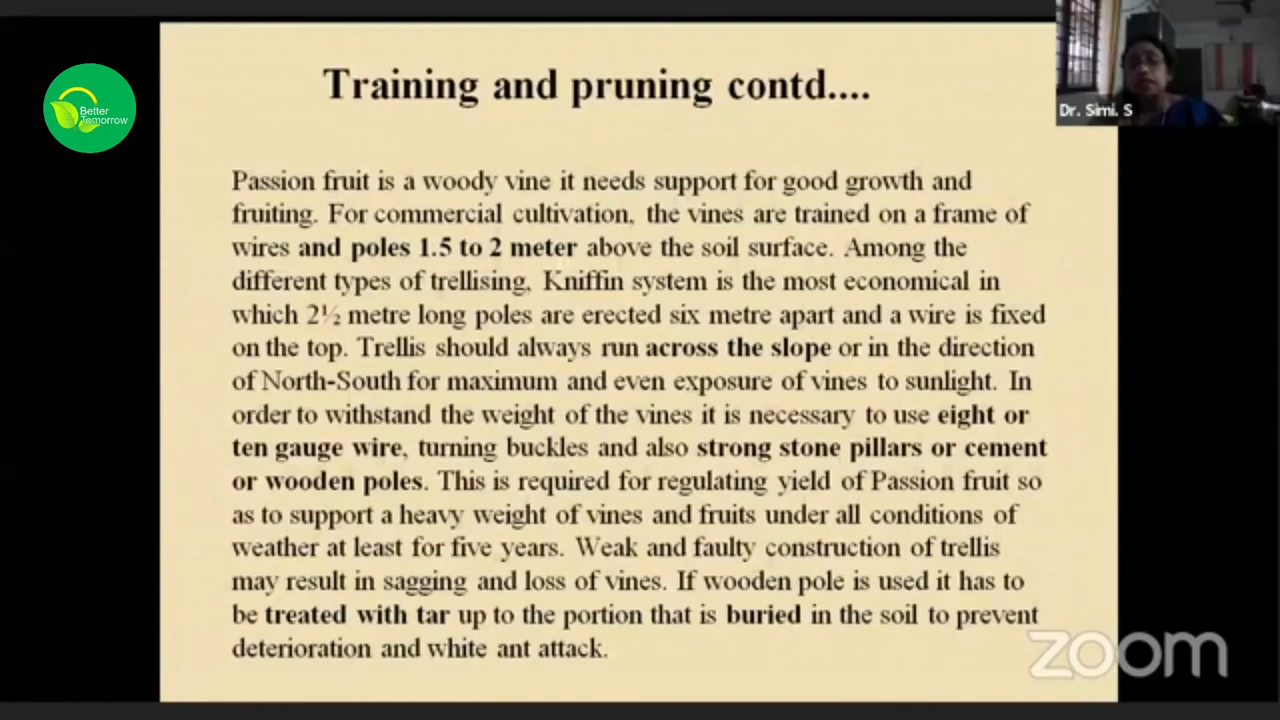 Training and pruning contd....
Better
Tomorrow
Dr. Simi. S
Passion fruit is a woody vine it needs support for good growth and
fruiting. For commercial cultivation, the vines are trained on a frame of
wires and poles 1.5 to 2 meter above the soil surface. Among the
different types of trellising, Kniffin system is the most economical in
which 2½ metre long poles are erected six metre apart and a wire is fixed
on the top. Trellis should always run across the slope or in the direction
of North-South for maximum and even exposure of vines to sunlight. In
order to withstand the weight of the vines it is necessary to use eight or
ten gauge wire, turning buckles and also strong stone pillars or cement
or wooden poles. This is required for regulating yield of Passion fruit so
as to support a heavy weight of vines and fruits under all conditions of
weather at least for five years. Weak and faulty construction of trellis
may result in sagging and loss of vines. If wooden pole is used it has to
be treated with tar up to the portion that is buried in the soil to prevent
deterioration and white ant attack.
zoom